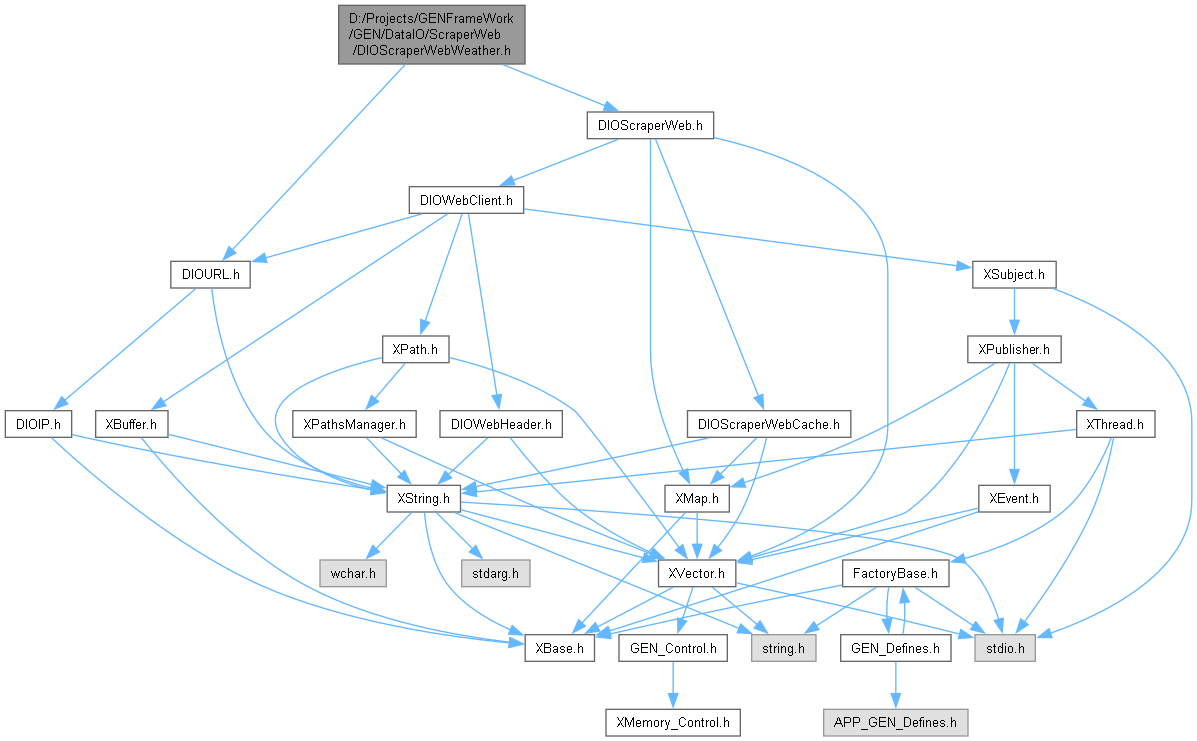 D:/Projects/GENFrameWork
/GEN/DataIO/ScraperWeb
/DIOScraperWebWeather.h
DIOScraperWeb.h
DIOWebClient.h
DIOURL.h
XSubject.h
XPath.h
XPublisher.h
DIOIP.h
XBuffer.h
XPathsManager.h
DIOWebHeader.h
DIOScraperWebCache.h
XThread.h
XString.h
XMap.h
XEvent.h
wchar.h
stdarg.h
XVector.h
FactoryBase.h
XBase.h
GEN_Control.h
string.h
GEN_Defines.h
stdio.h
XMemory_Control.h
APP_GEN_Defines.h